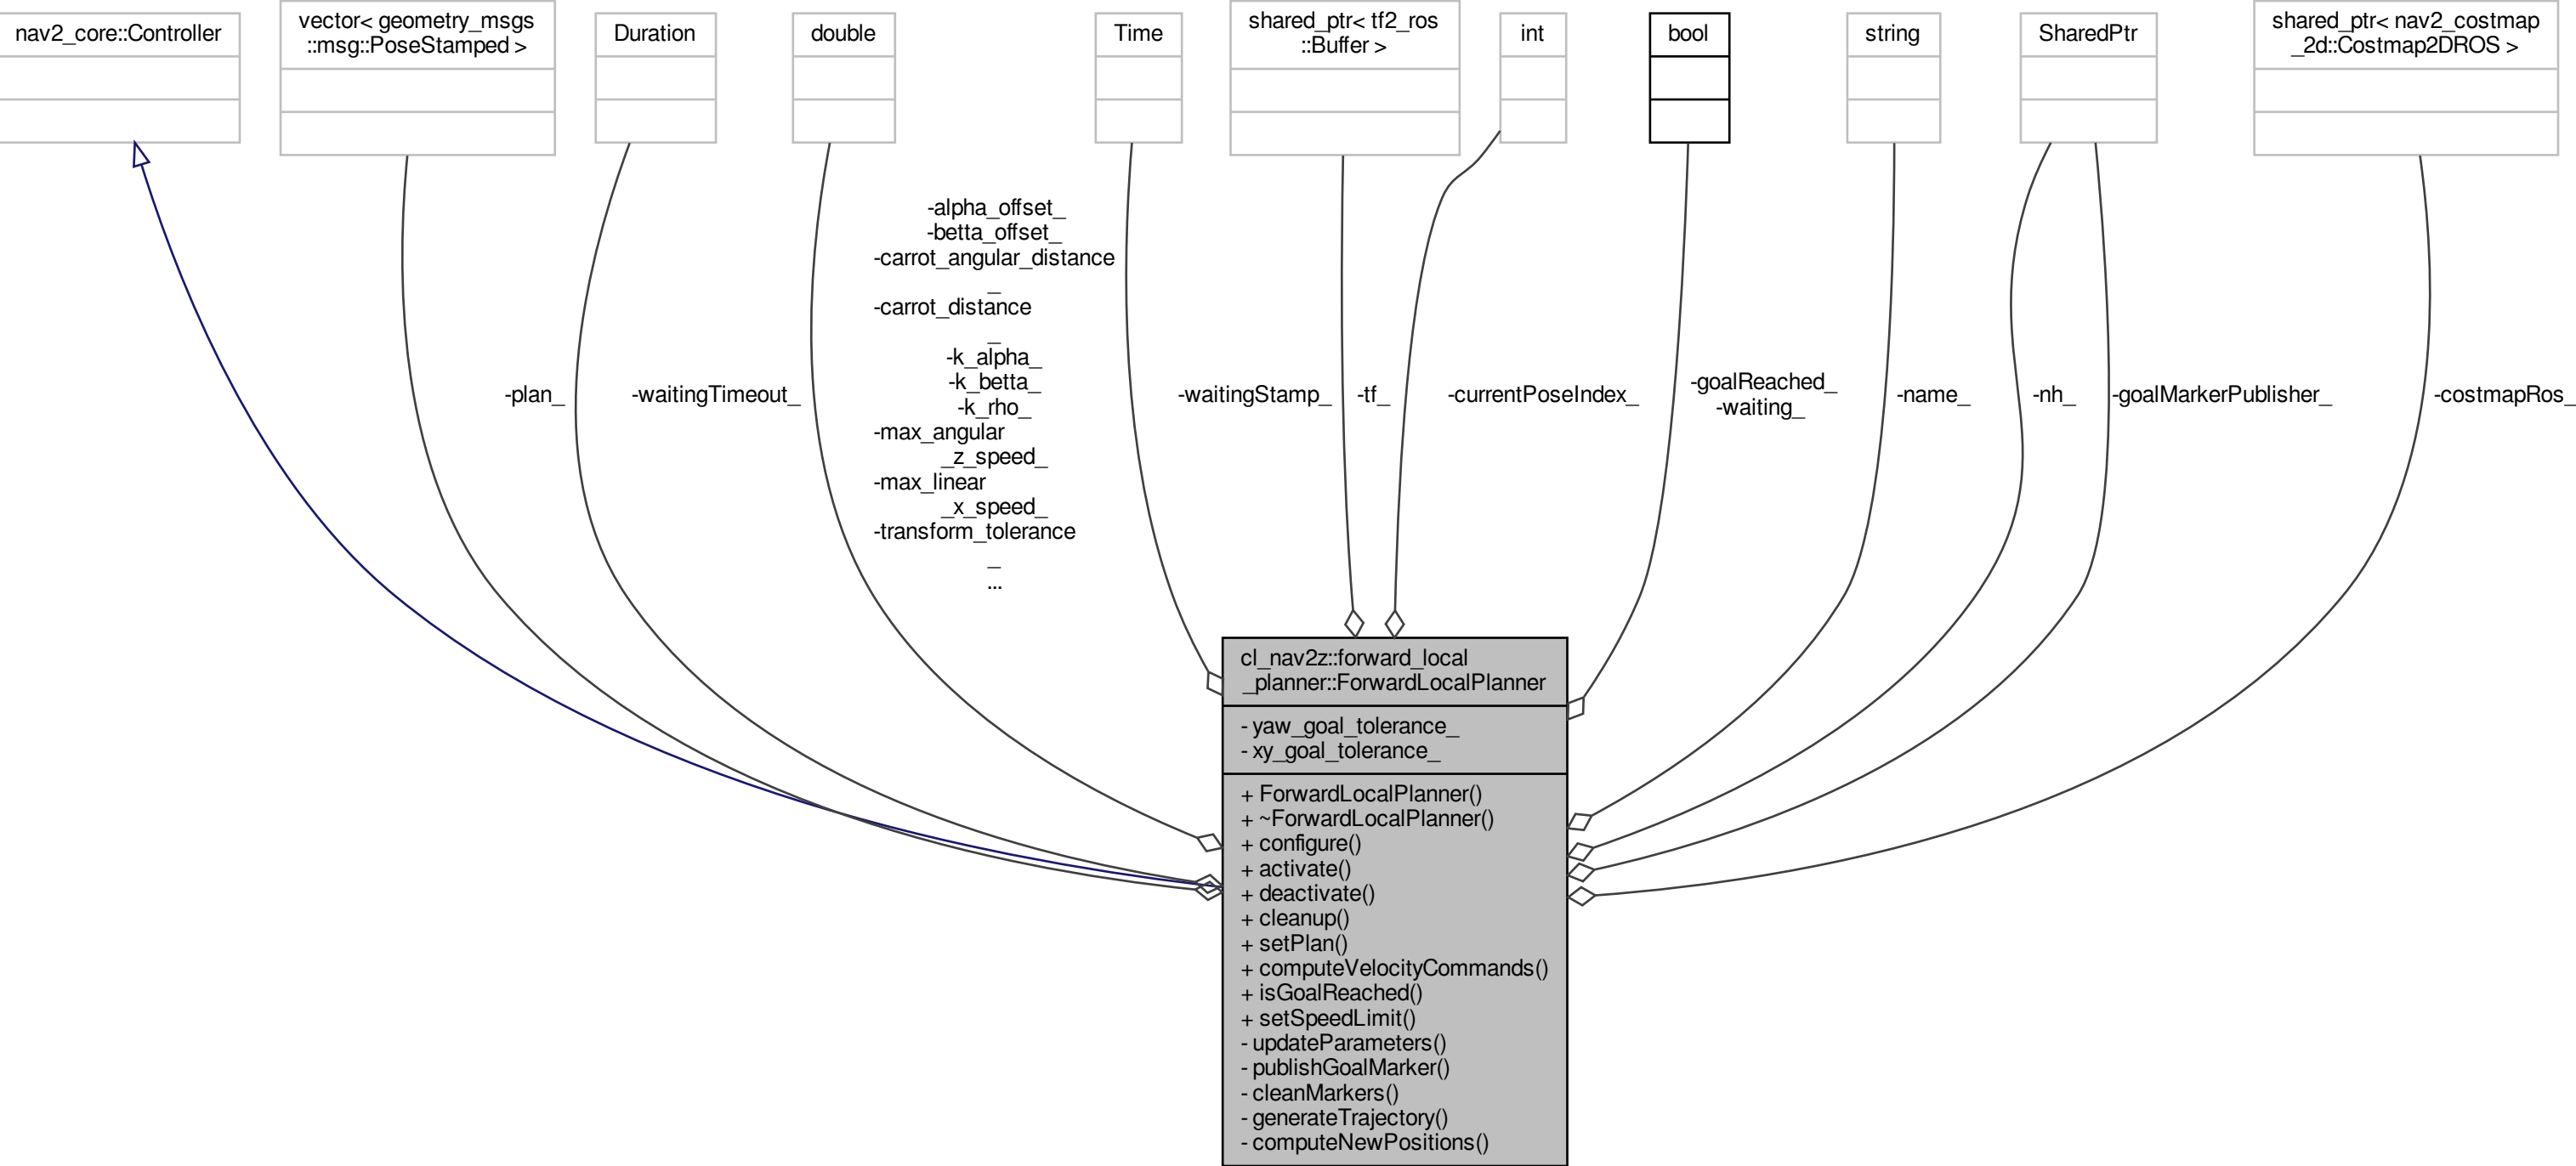 nav2_core::Controller
vector< geometry_msgs
::msg::PoseStamped >
Duration
double
Time
shared_ptr< tf2_ros
::Buffer >
int
bool
string
SharedPtr
shared_ptr< nav2_costmap
_2d::Costmap2DROS >
-plan_
-waitingTimeout_
-alpha_offset_
-betta_offset_
-carrot_angular_distance
_
-carrot_distance
_
-k_alpha_
-k_betta_
-k_rho_
-max_angular
_z_speed_
-max_linear
_x_speed_
-transform_tolerance
_
...
-waitingStamp_
-tf_
-currentPoseIndex_
-goalReached_
-waiting_
-name_
-nh_
-goalMarkerPublisher_
-costmapRos_
cl_nav2z::forward_local
_planner::ForwardLocalPlanner
- yaw_goal_tolerance_
- xy_goal_tolerance_
+ ForwardLocalPlanner()
+ ~ForwardLocalPlanner()
+ configure()
+ activate()
+ deactivate()
+ cleanup()
+ setPlan()
+ computeVelocityCommands()
+ isGoalReached()
+ setSpeedLimit()
- updateParameters()
- publishGoalMarker()
- cleanMarkers()
- generateTrajectory()
- computeNewPositions()